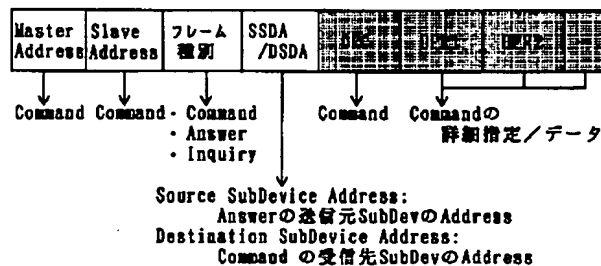 Master Address
Slave Address
フレーム種別
SSDA /DSDA
OPC
OPR1
OPR2
Command
Command
・Command
・Answer
・Inquiry
Command
Commandの
詳細指定/データ
Source SubDevice Address:
Answerの送信元SubDevのAddress
Destination SubDevice Address:
Command の受信先SubDevのAddress